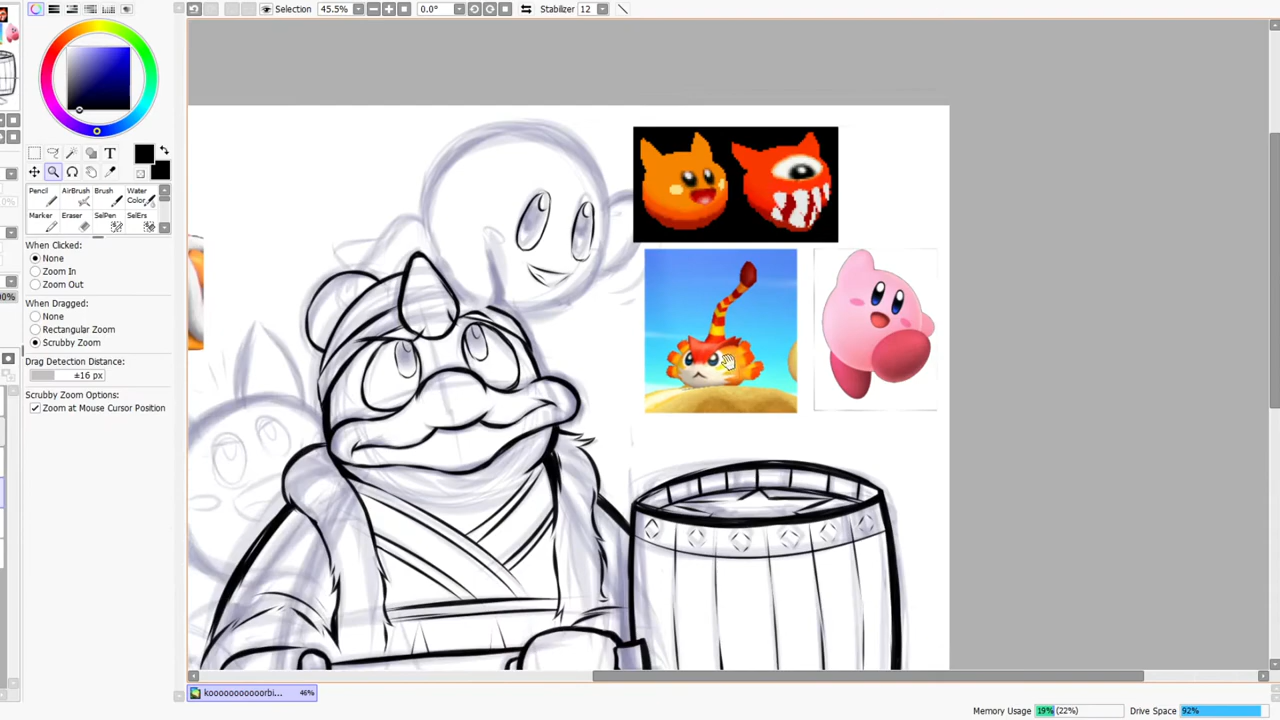 Selection 45.5% 0.0° Stabilizer 12
T
Pencil AirBrush Brush Water Color
Marker Eraser SelPen SelErs
When Clicked:
None
Zoom In
Zoom Out
When Dragged:
None
Rectangular Zoom
Scrubby Zoom
Drag Detection Distance:
±16 px
Scrubby Zoom Options:
Zoom at Mouse Cursor Position
kooooooooooorbi... 46%
Memory Usage 19% (22%) Drive Space 92%